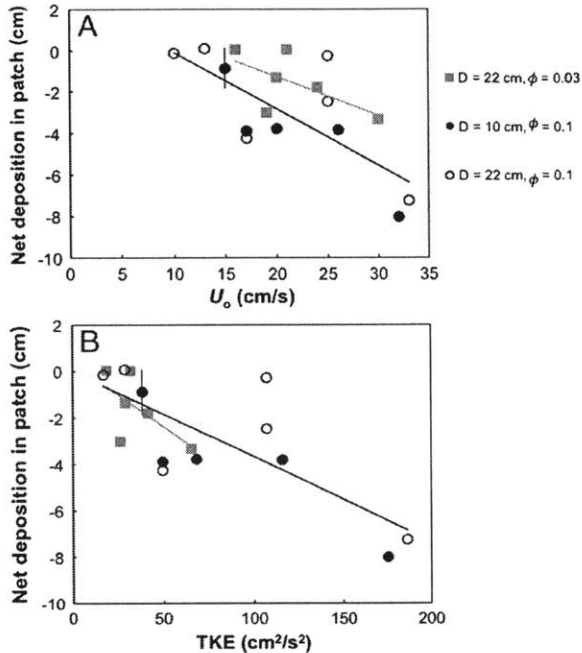 A
Net deposition in patch (cm)
2
0
-2
-4
-6
-8
-10
0 5 10 15 20 25 30 35
Uo (cm/s)
D = 22 cm, ϕ = 0.03
D = 10 cm, ϕ = 0.1
D = 22 cm, ϕ = 0.1
B
Net deposition in patch (cm)
2
0
-2
-4
-6
-8
-10
0 50 100 150 200
TKE (cm²/s²)